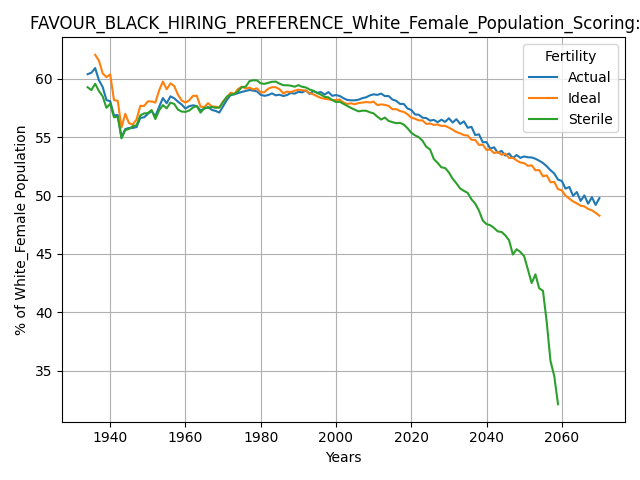 FAVOUR_BLACK_HIRING_PREFERENCE_White_Female_Population_Scoring:
Fertility
Actual
Ideal
Sterile
% of White_Female Population
60
55
50
45
40
35
1940 1960 1980 2000 2020 2040 2060
Years